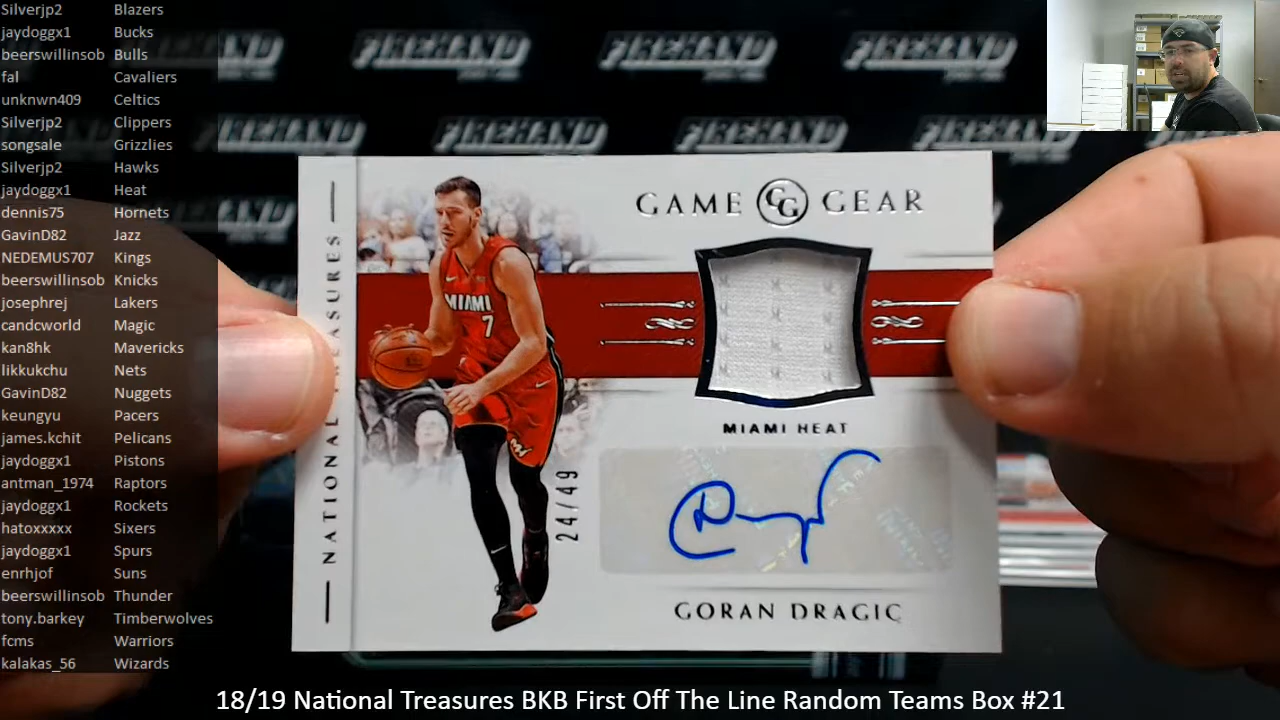 Silverjp2 Blazers
jaydoggx1 Bucks
beerswillinsob Bulls
fal Cavaliers
unknwn409 Celtics
Silverjp2 Clippers
songsale Grizzlies
Silverjp2 Hawks
jaydoggx1 Heat
dennis75 Hornets
GavinD82 Jazz
NEDEMUS707 Kings
beerswillinsob Knicks
josephrej Lakers
candcworld Magic
kan8hk Mavericks
likkukchu Nets
GavinD82 Nuggets
keungyu Pacers
james.kchit Pelicans
jaydoggx1 Pistons
antman_1974 Raptors
jaydoggx1 Rockets
hatoxxxxx Sixers
jaydoggx1 Spurs
enrhjof Suns
beerswillinsob Thunder
tony.barkey Timberwolves
fcms Warriors
kalakas_56 Wizards
NATIONAL TREASURES
GAME GG GEAR
MIAMI
7
MIAMI HEAT
24/49
GORAN DRAGIC
18/19 National Treasures BKB First Off The Line Random Teams Box #21